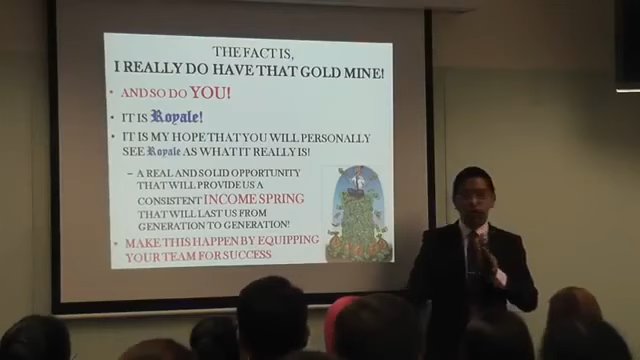 THE FACT IS,
I REALLY DO HAVE THAT GOLD MINE!
• AND SO DO YOU!
• IT IS Royale!
• IT IS MY HOPE THAT YOU WILL PERSONALLY
SEE Royale AS WHAT IT REALLY IS!
– A REAL AND SOLID OPPORTUNITY
THAT WILL PROVIDE US A
CONSISTENT INCOME SPRING
THAT WILL LAST US FROM
GENERATION TO GENERATION!
• MAKE THIS HAPPEN BY EQUIPPING
YOUR TEAM FOR SUCCESS